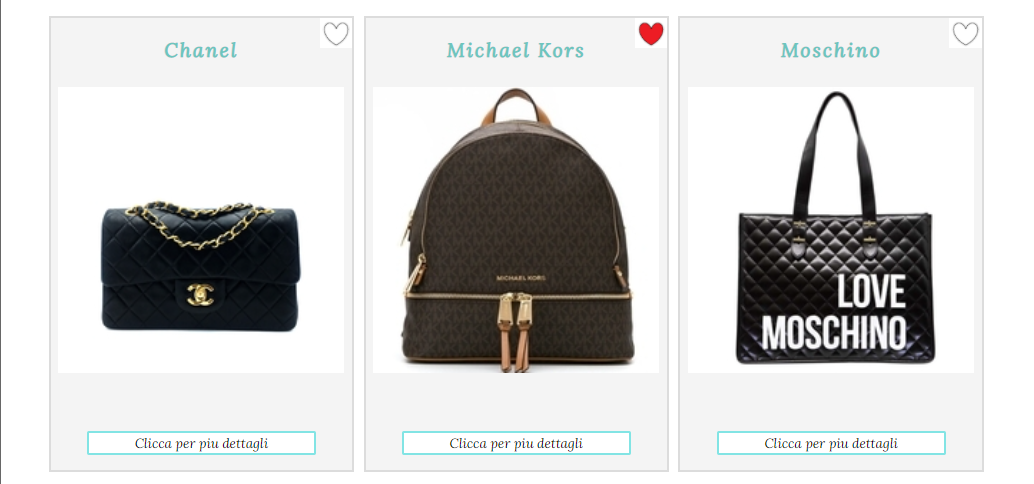 Chanel
Michael Kors
Moschino
MICHAEL KORS
LOVE
MOSCHINO
Clicca per piu dettagli
Clicca per piu dettagli
Clicca per piu dettagli